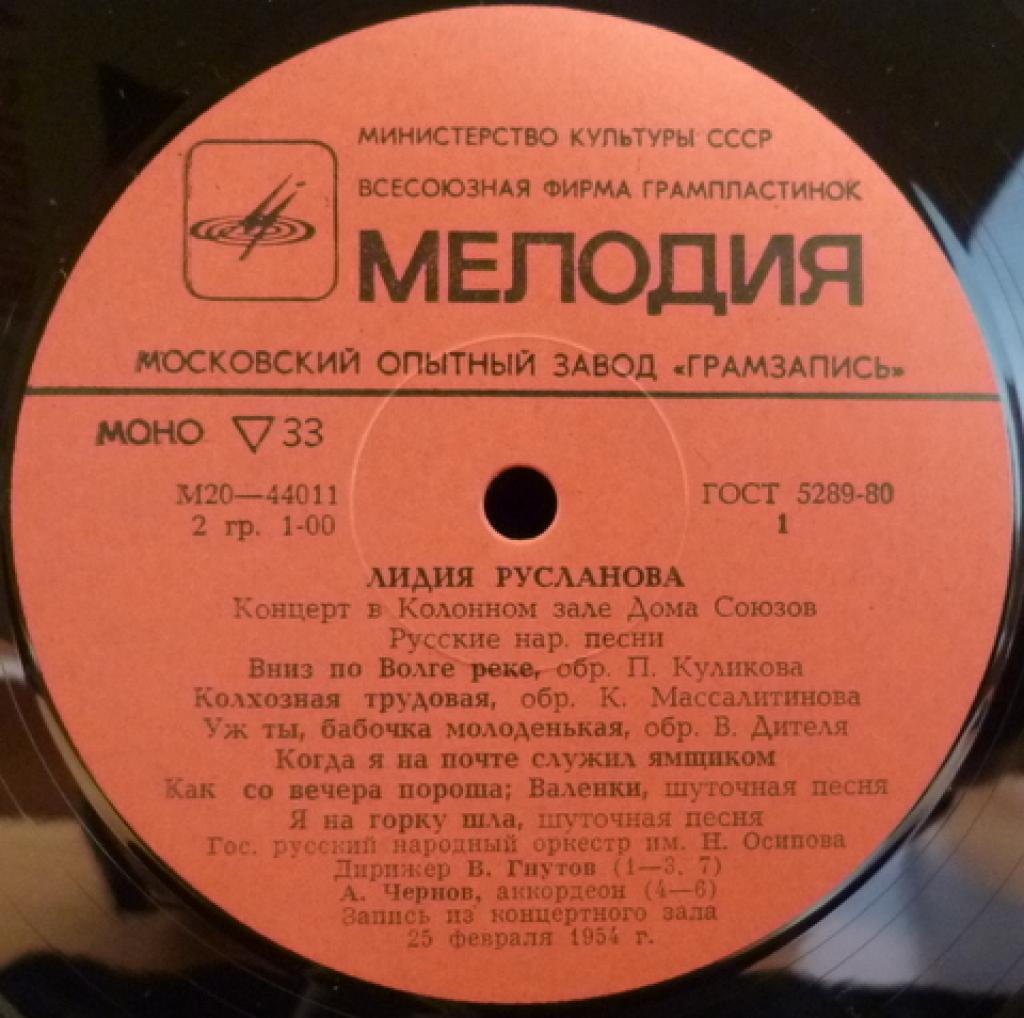 МИНИСТЕРСТВО КУЛЬТУРЫ СССР
ВСЕСОЮЗНАЯ ФИРМА ГРАМПЛАСТИНОК
МЕЛОДИЯ
МОСКОВСКИЙ ОПЫТНЫЙ ЗАВОД «ГРАМЗАПИСЬ»
МОНО ▽ 33
М20—44011 ГОСТ 5289-80
2 гр. 1-00 1
ЛИДИЯ РУСЛАНОВА
Концерт в Колонном зале Дома Союзов
Русские нар. песни
Вниз по Волге реке, обр. П. Куликова
Колхозная трудовая, обр. К. Массалитинова
Уж ты, бабочка молоденькая, обр. В. Дителя
Когда я на почте служил ямщиком
Как со вечера пороша; Валенки, шуточная песня
Я на горку шла, шуточная песня
Гос. русский народный оркестр им. Н. Осипова
Дирижер В. Гнутов (1—3, 7)
А. Чернов, аккордеон (4—6)
Запись из концертного зала
25 февраля 1954 г.